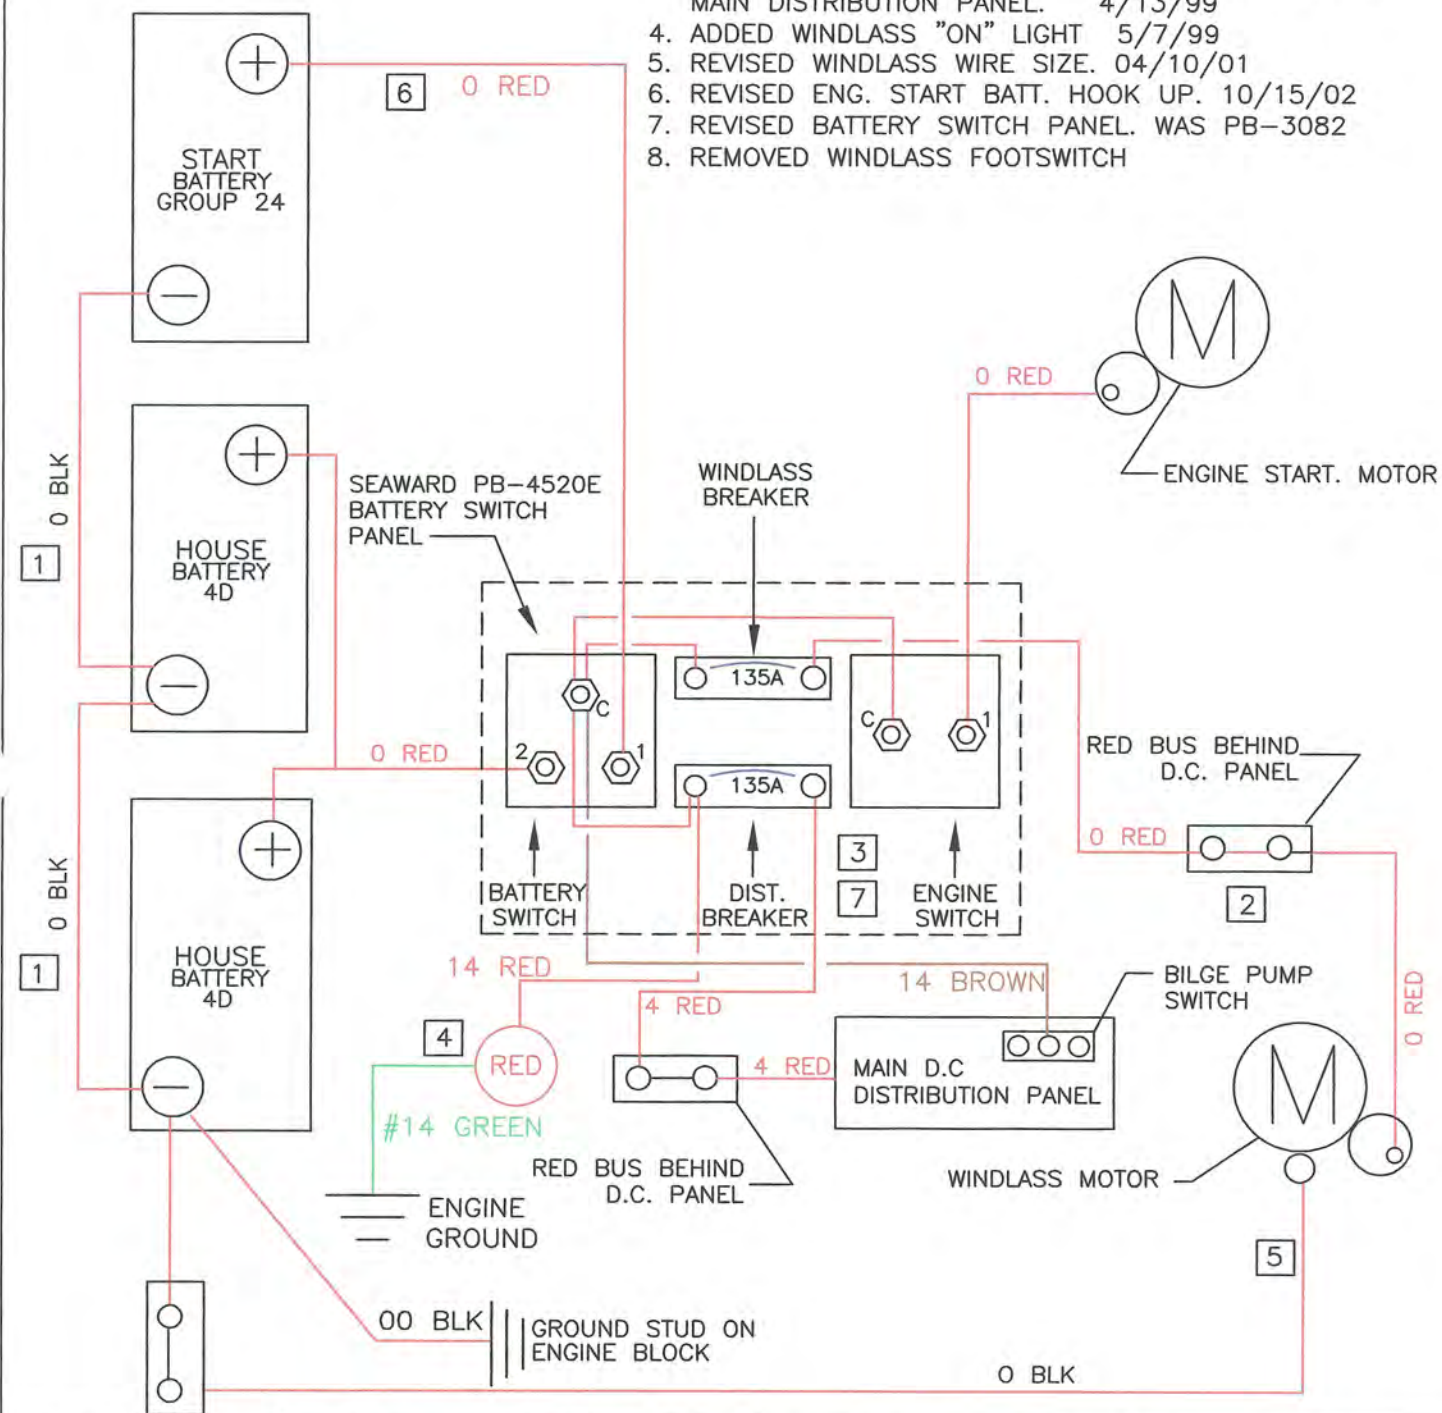 MAIN DISTRIBUTION PANEL. 4/13/99
4. ADDED WINDLASS "ON" LIGHT 5/7/99
5. REVISED WINDLASS WIRE SIZE. 04/10/01
6. REVISED ENG. START BATT. HOOK UP. 10/15/02
7. REVISED BATTERY SWITCH PANEL. WAS PB-3082
8. REMOVED WINDLASS FOOTSWITCH
+
6
0 RED
START
BATTERY
GROUP 24
−
M
0 RED
ENGINE START. MOTOR
0 BLK
1
+
HOUSE
BATTERY
4D
−
SEAWARD PB-4520E
BATTERY SWITCH
PANEL
WINDLASS
BREAKER
135A
C
2
1
0 RED
135A
C
1
RED BUS BEHIND
D.C. PANEL
0 RED
2
3
7
BATTERY
SWITCH
DIST.
BREAKER
ENGINE
SWITCH
0 BLK
1
+
HOUSE
BATTERY
4D
−
14 RED
4
RED
#14 GREEN
4 RED
14 BROWN
BILGE PUMP
SWITCH
4 RED
MAIN D.C
DISTRIBUTION PANEL
0 RED
M
RED BUS BEHIND
D.C. PANEL
WINDLASS MOTOR
ENGINE
GROUND
5
00 BLK
GROUND STUD ON
ENGINE BLOCK
0 BLK